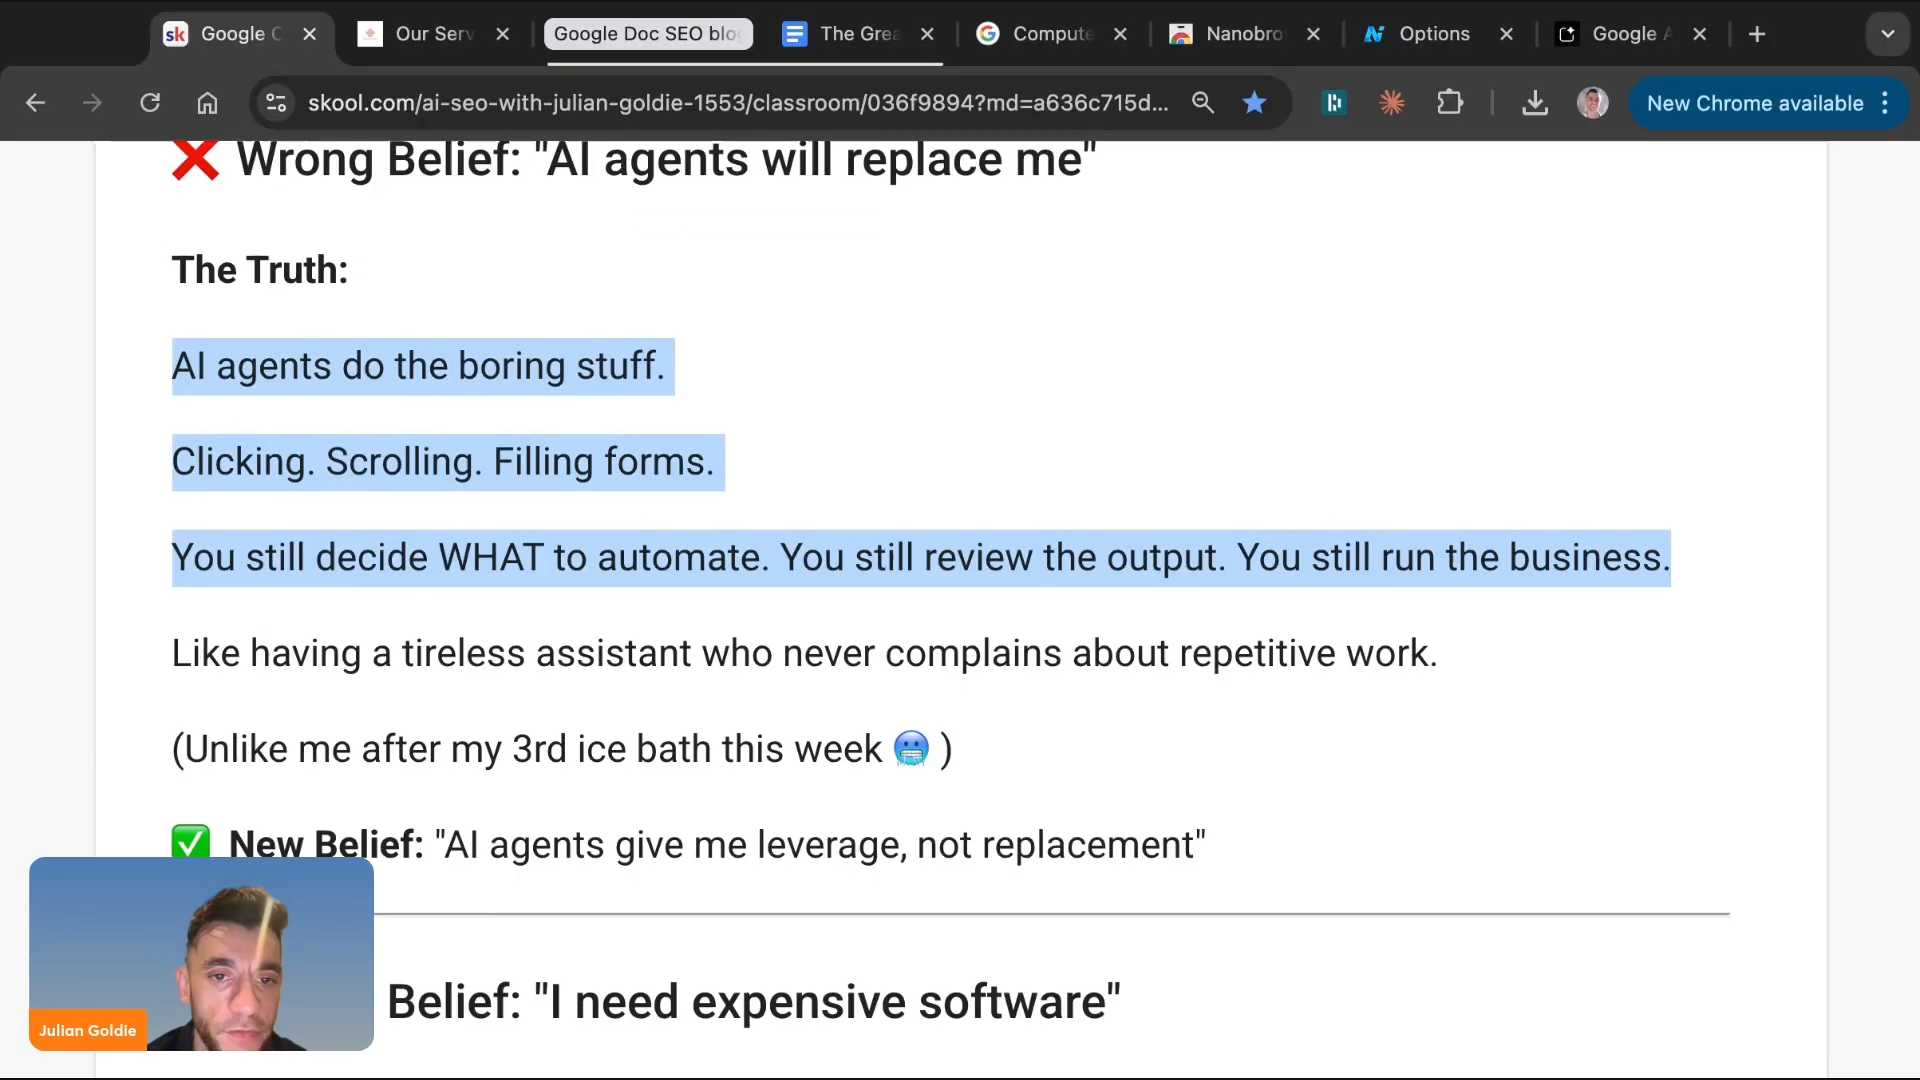 sk Google C
Our Serv
Google Doc SEO blo
The Grea
Compute
Nanobro
Options
Google A
skool.com/ai-seo-with-julian-goldie-1553/classroom/036f9894?md=a636c715d...
New Chrome available
❌ Wrong Belief: "AI agents will replace me"
The Truth:
AI agents do the boring stuff.
Clicking. Scrolling. Filling forms.
You still decide WHAT to automate. You still review the output. You still run the business.
Like having a tireless assistant who never complains about repetitive work.
(Unlike me after my 3rd ice bath this week 🥶 )
✅ New Belief: "AI agents give me leverage, not replacement"
Belief: "I need expensive software"
Julian Goldie